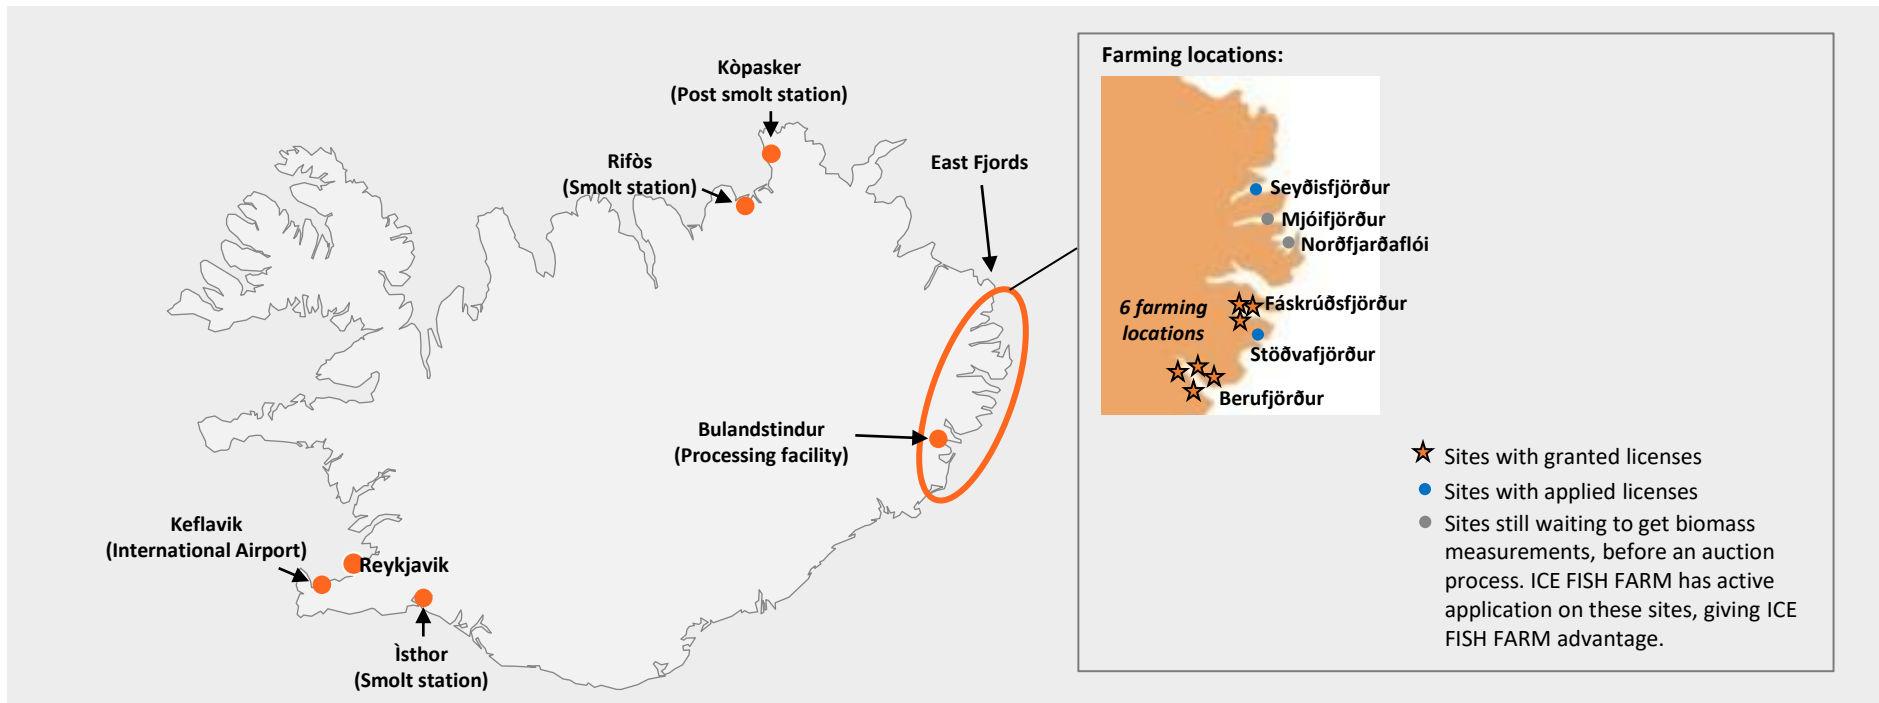 Kòpasker
(Post smolt station)
Rifòs
(Smolt station)
East Fjords
Bulandstindur
(Processing facility)
Keflavik
(International Airport)
Reykjavik
Ìsthor
(Smolt station)
Farming locations:
Seyðisfjörður
Mjóifjörður
Norðfjarðaflói
Fáskrúðsfjörður
6 farming
locations
Stöðvafjörður
Berufjörður
Sites with granted licenses
Sites with applied licenses
Sites still waiting to get biomass
measurements, before an auction
process. ICE FISH FARM has active
application on these sites, giving ICE
FISH FARM advantage.